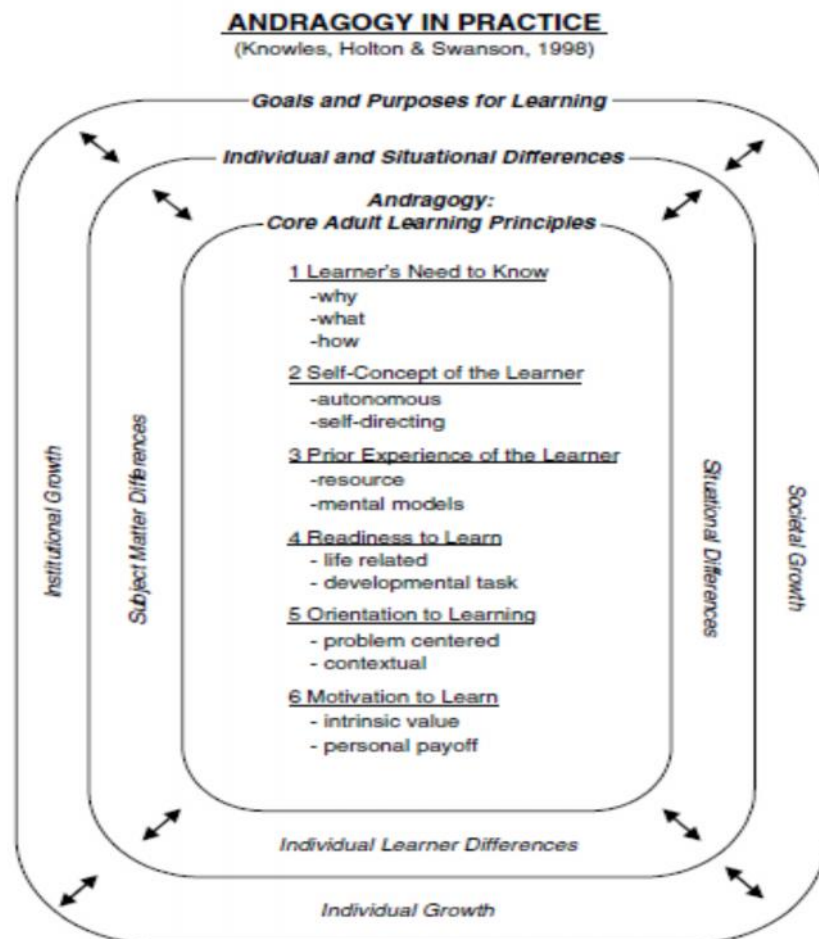 ANDRAGOGY IN PRACTICE
(Knowles, Holton & Swanson, 1998)
Goals and Purposes for Learning
Individual and Situational Differences
Andragogy:
Core Adult Learning Principles
1 Learner's Need to Know
-why
-what
-how
2 Self-Concept of the Learner
-autonomous
-self-directing
3 Prior Experience of the Learner
-resource
-mental models
4 Readiness to Learn
- life related
- developmental task
5 Orientation to Learning
- problem centered
- contextual
6 Motivation to Learn
- intrinsic value
- personal payoff
Institutional Growth
Subject Matter Differences
Situational Differences
Societal Growth
Individual Learner Differences
Individual Growth